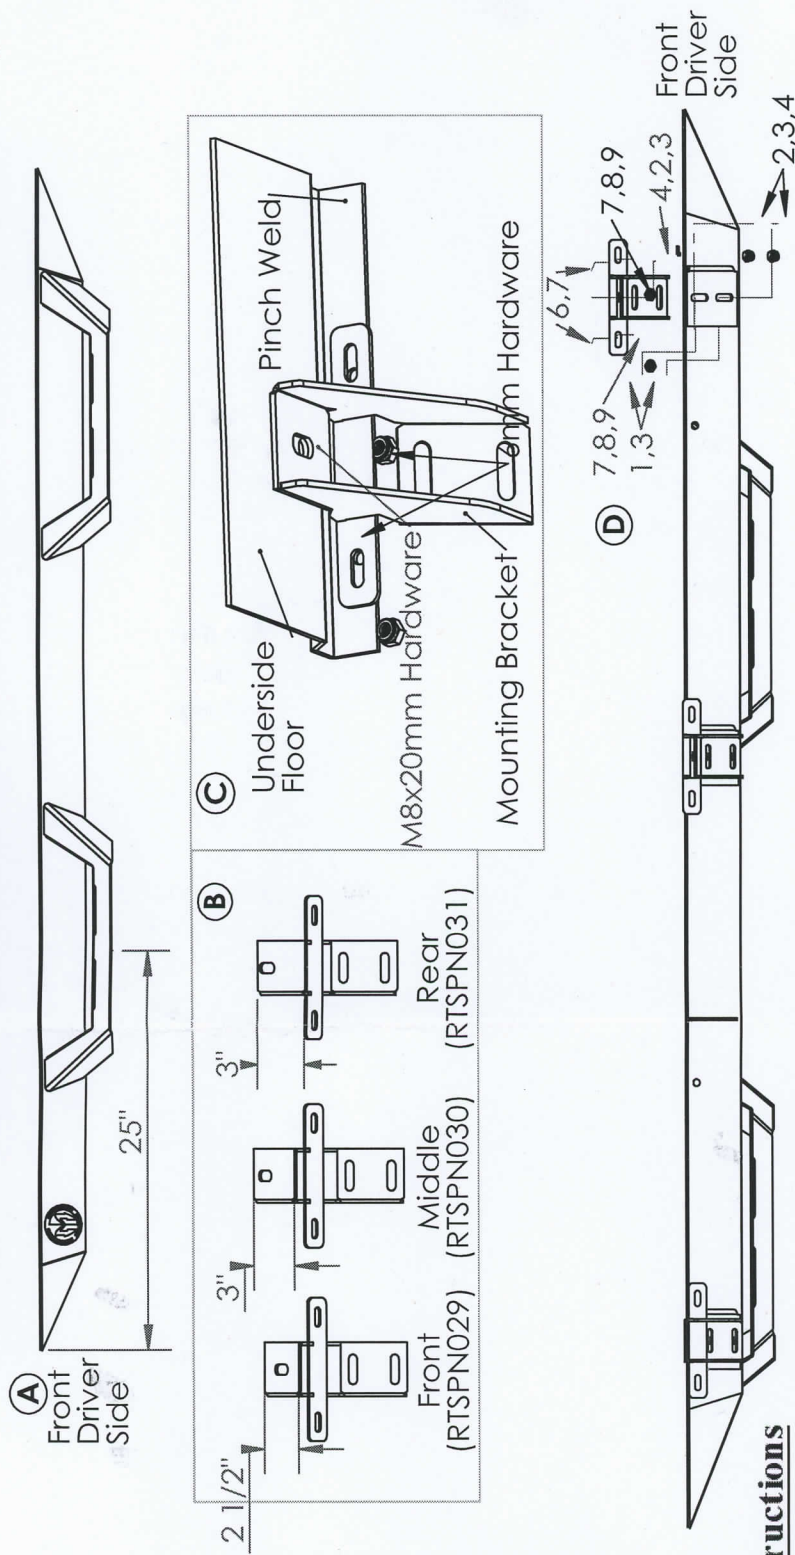 A
Front
Driver
Side
25"
B
2 1/2"
Front
(RTSPN029)
3"
Middle
(RTSPN030)
3"
Rear
(RTSPN031)
C
Underside
Floor
Pinch Weld
M8x20mm Hardware
Mounting Bracket
mm Hardware
D
7,8,9
1,3
6,7
7,8,9
4,2,3
Front
Driver
Side
2,3,4
ructions